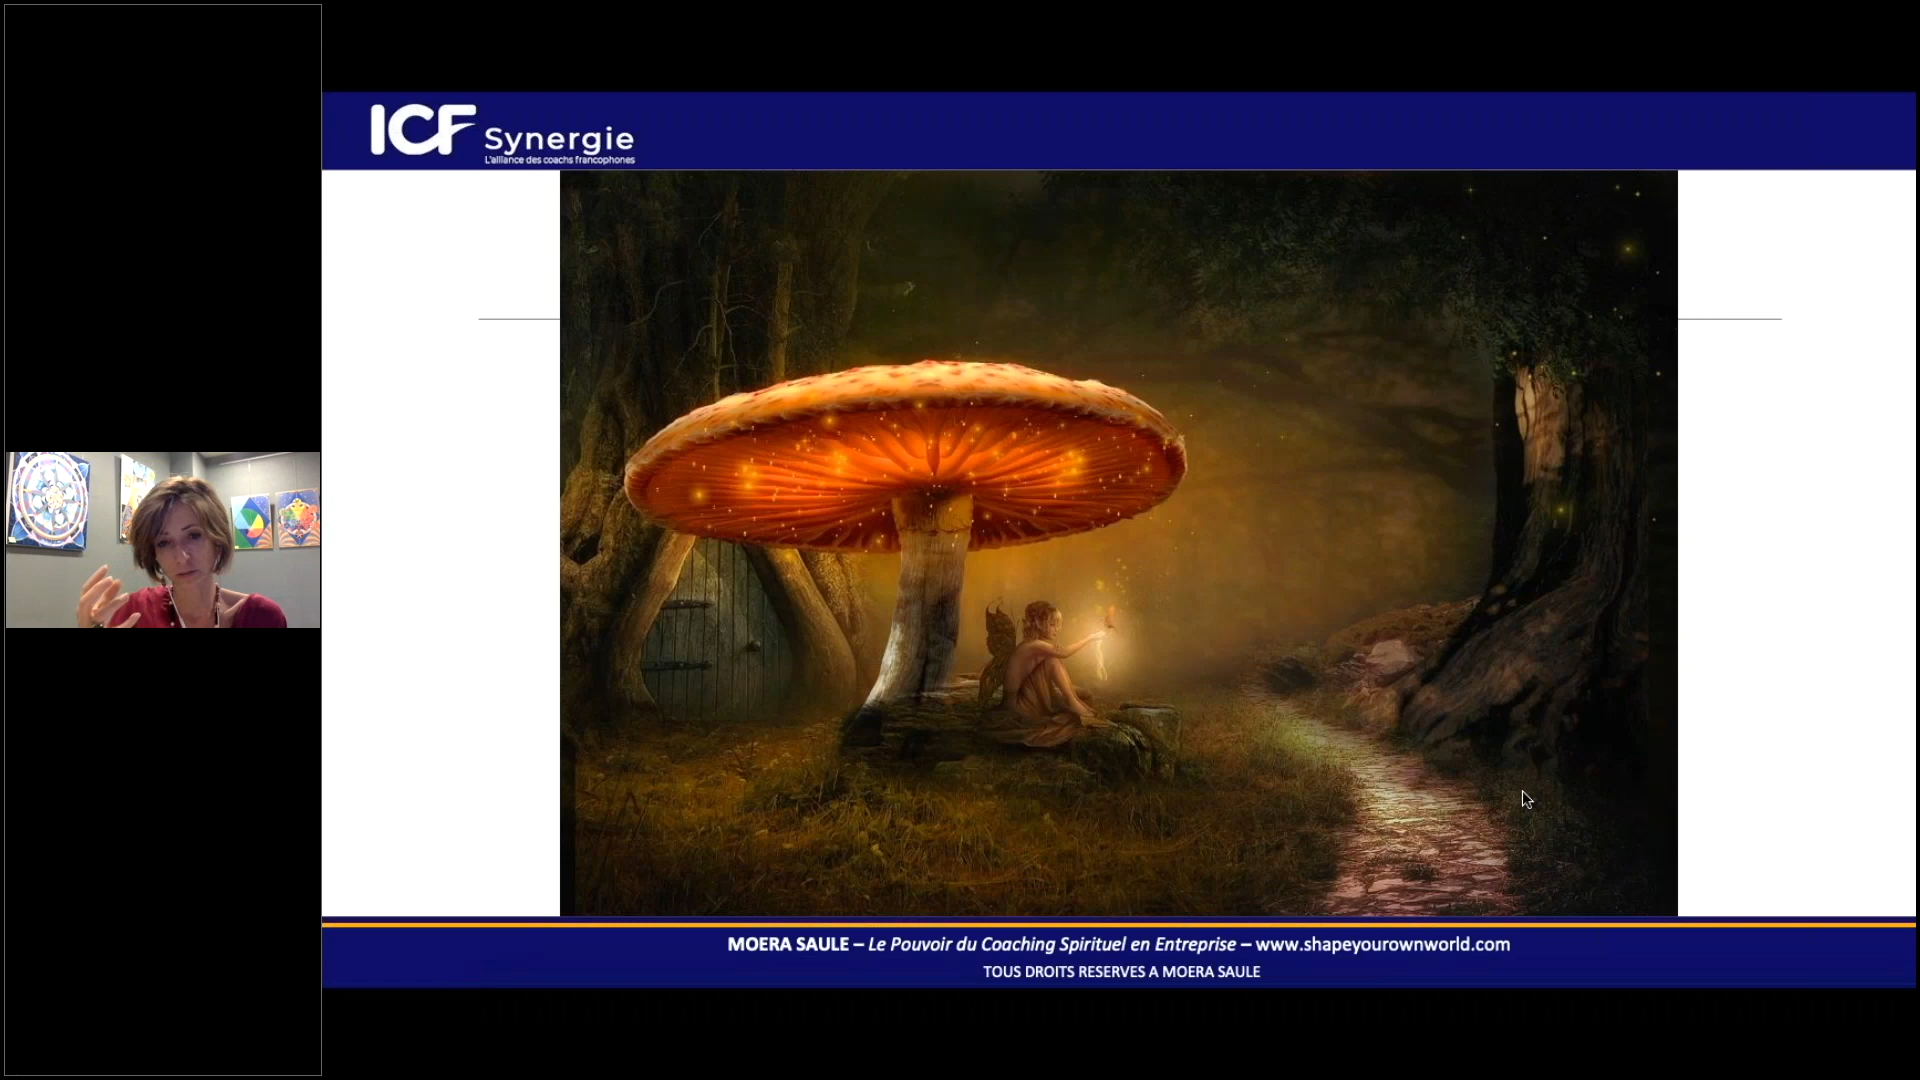 ICF Synergie
L'alliance des coachs francophones
MOERA SAULE – Le Pouvoir du Coaching Spirituel en Entreprise – www.shapeyourownworld.com
TOUS DROITS RESERVES A MOERA SAULE